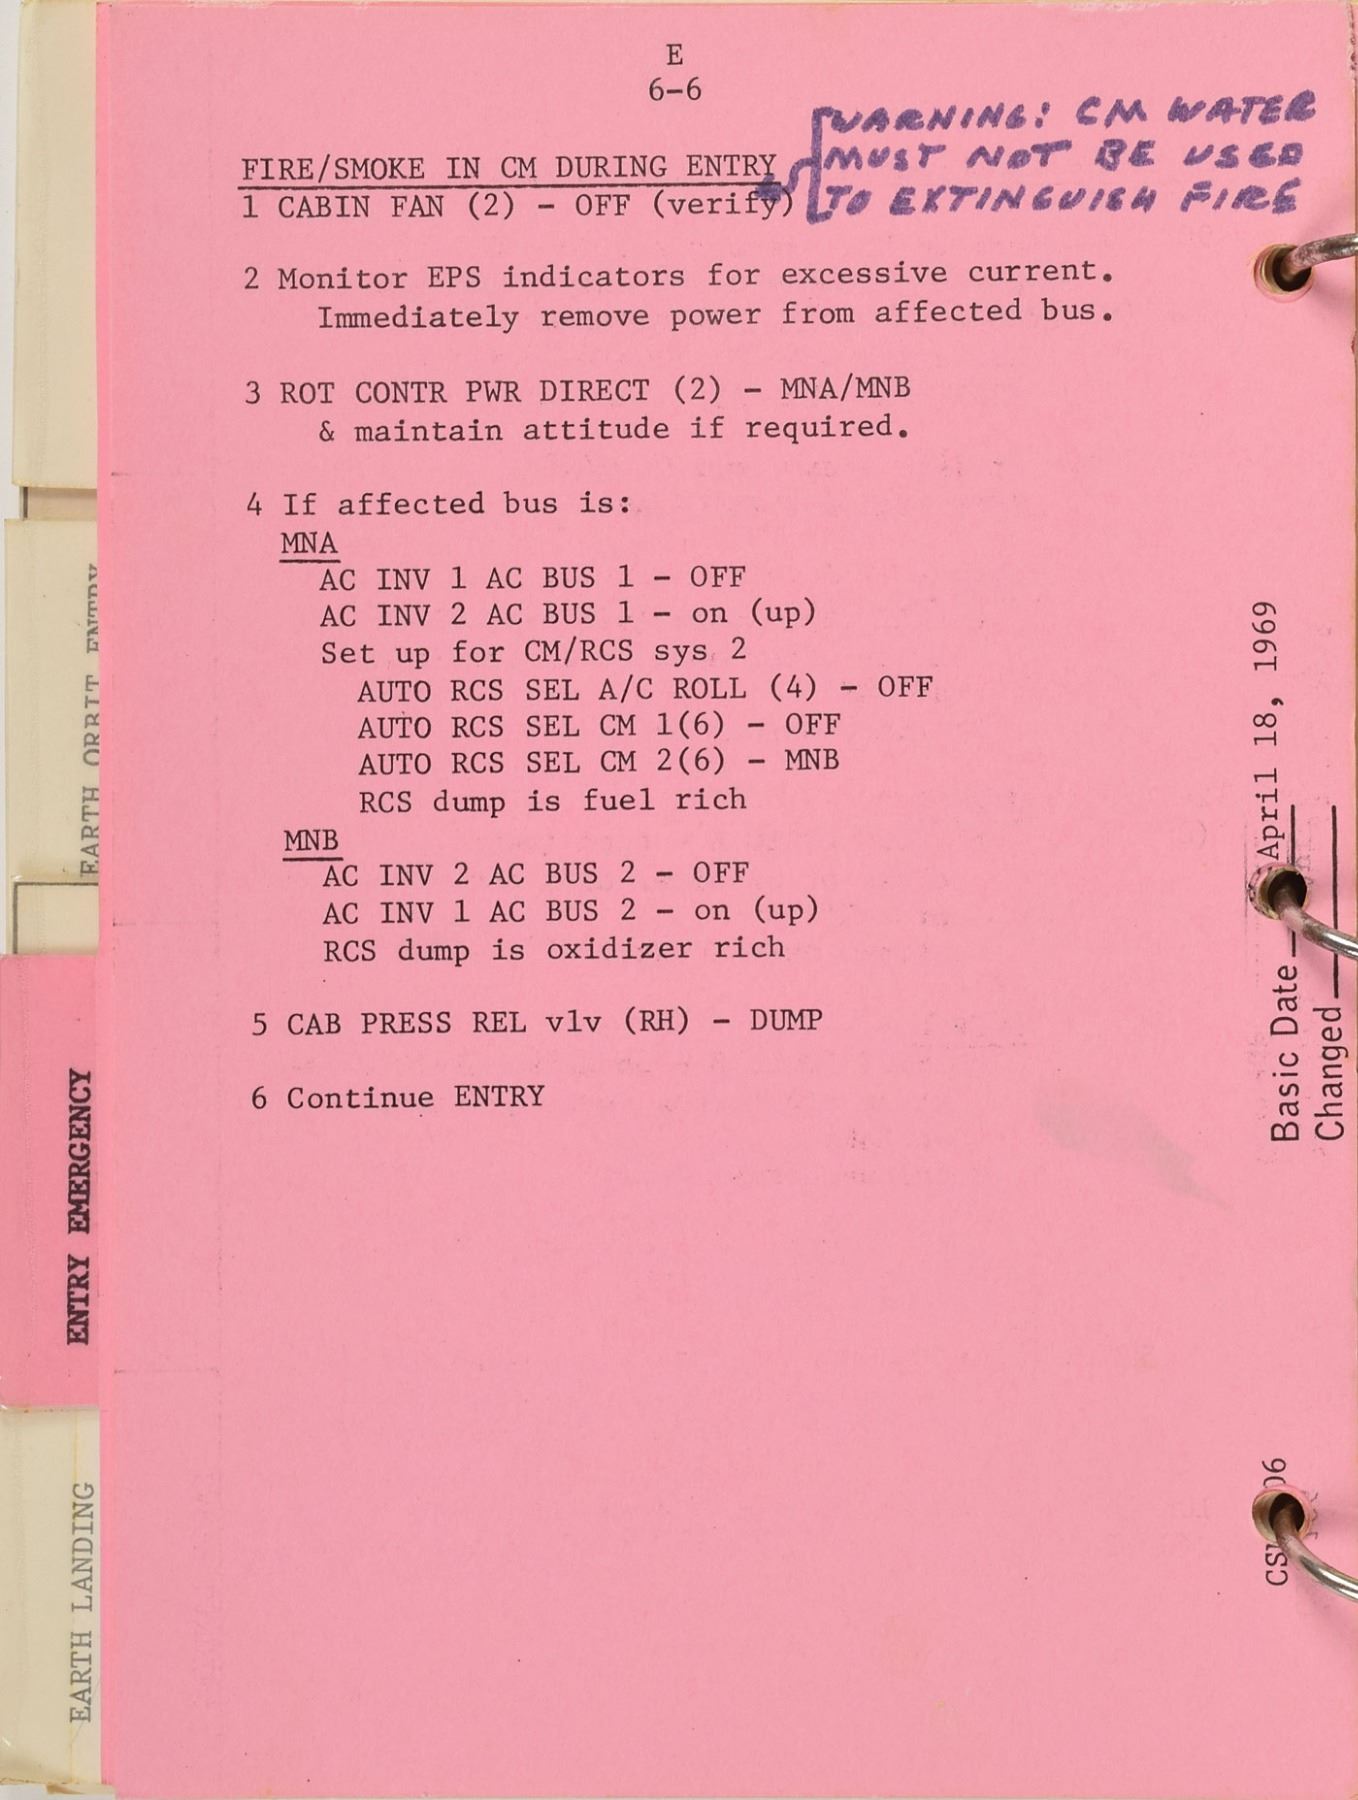 E
6-6
WARNING: CM WATER
MUST NOT BE USED
TO EXTINGUISH FIRE
FIRE/SMOKE IN CM DURING ENTRY
1 CABIN FAN (2) - OFF (verify)
2 Monitor EPS indicators for excessive current.
Immediately remove power from affected bus.
3 ROT CONTR PWR DIRECT (2) - MNA/MNB
& maintain attitude if required.
4 If affected bus is:
MNA
AC INV 1 AC BUS 1 - OFF
AC INV 2 AC BUS 1 - on (up)
Set up for CM/RCS sys 2
AUTO RCS SEL A/C ROLL (4) - OFF
AUTO RCS SEL CM 1(6) - OFF
AUTO RCS SEL CM 2(6) - MNB
RCS dump is fuel rich
MNB
AC INV 2 AC BUS 2 - OFF
AC INV 1 AC BUS 2 - on (up)
RCS dump is oxidizer rich
5 CAB PRESS REL vlv (RH) - DUMP
6 Continue ENTRY
EARTH ORBIT ENTRY
ENTRY EMERGENCY
EARTH LANDING
Basic Date April 18, 1969
Changed